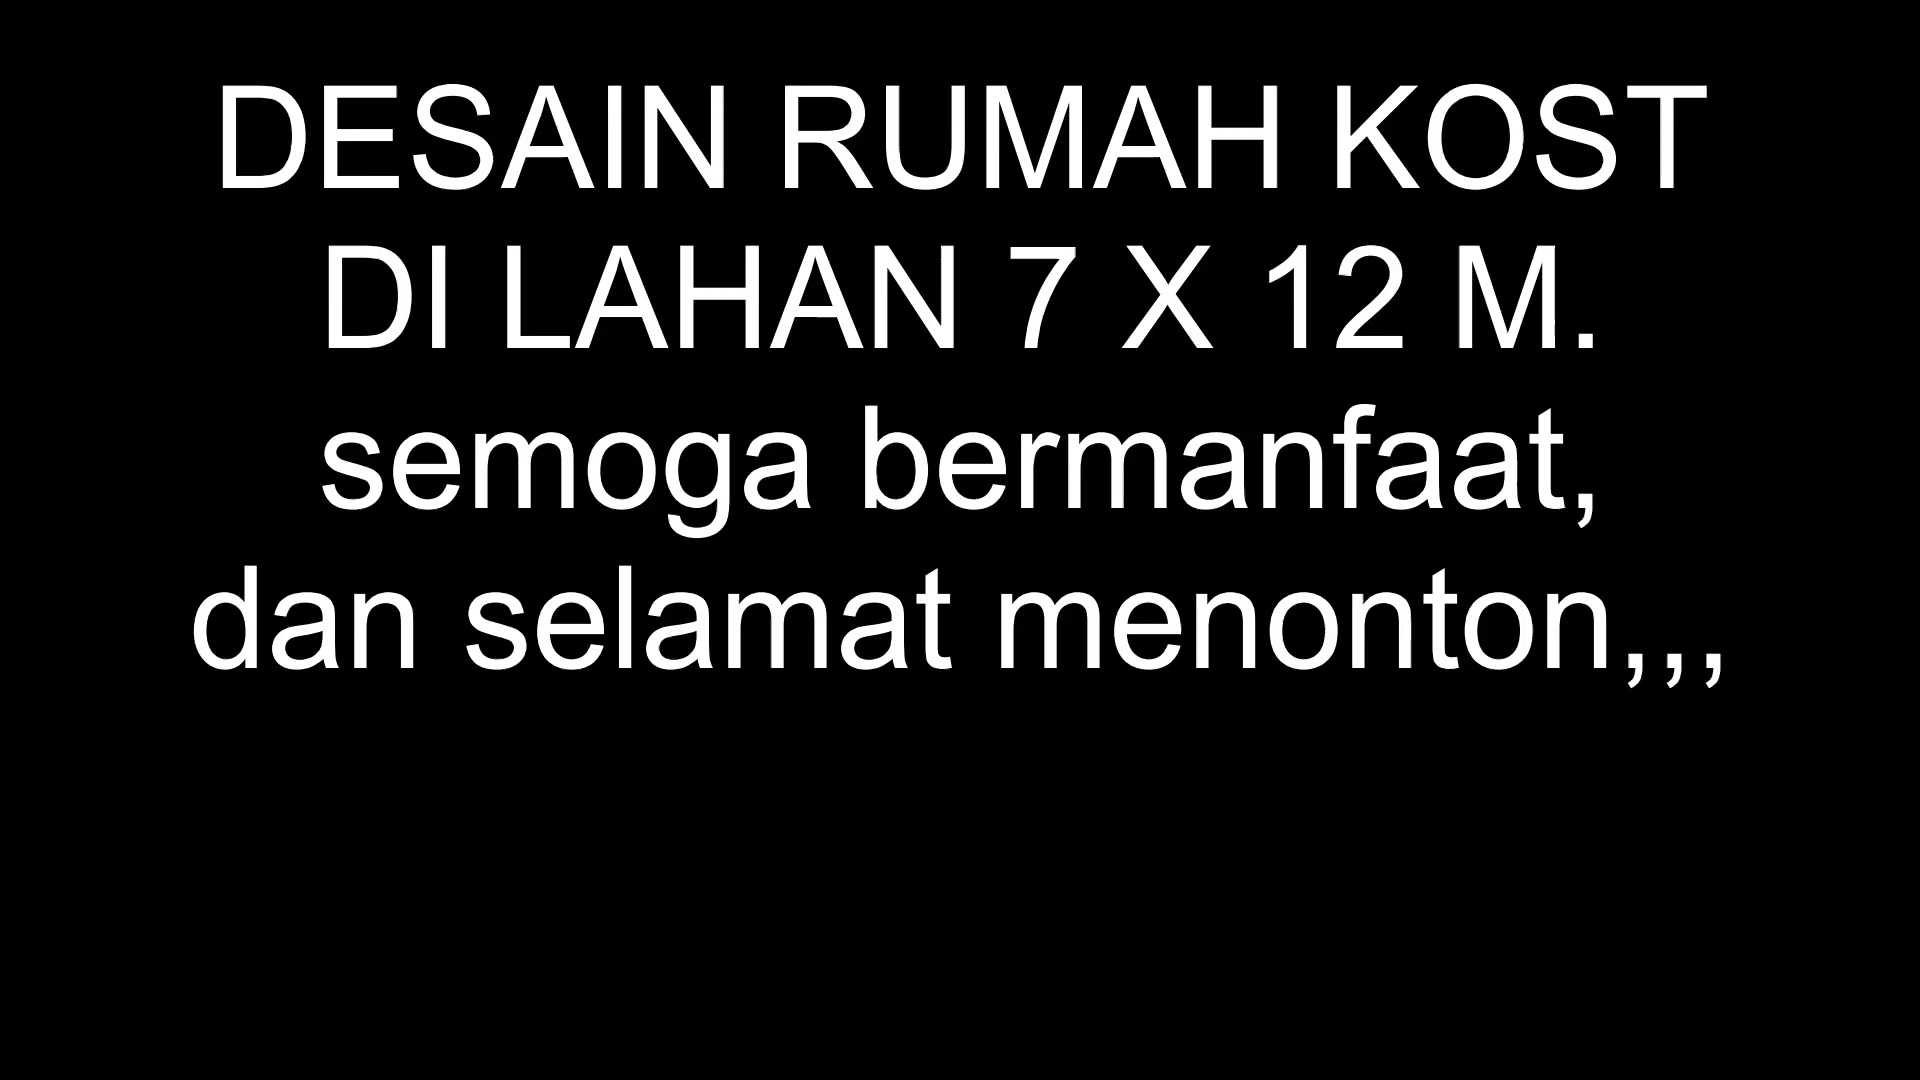 DESAIN RUMAH KOST
DI LAHAN 7 X 12 M.
semoga bermanfaat,
dan selamat menonton,,,